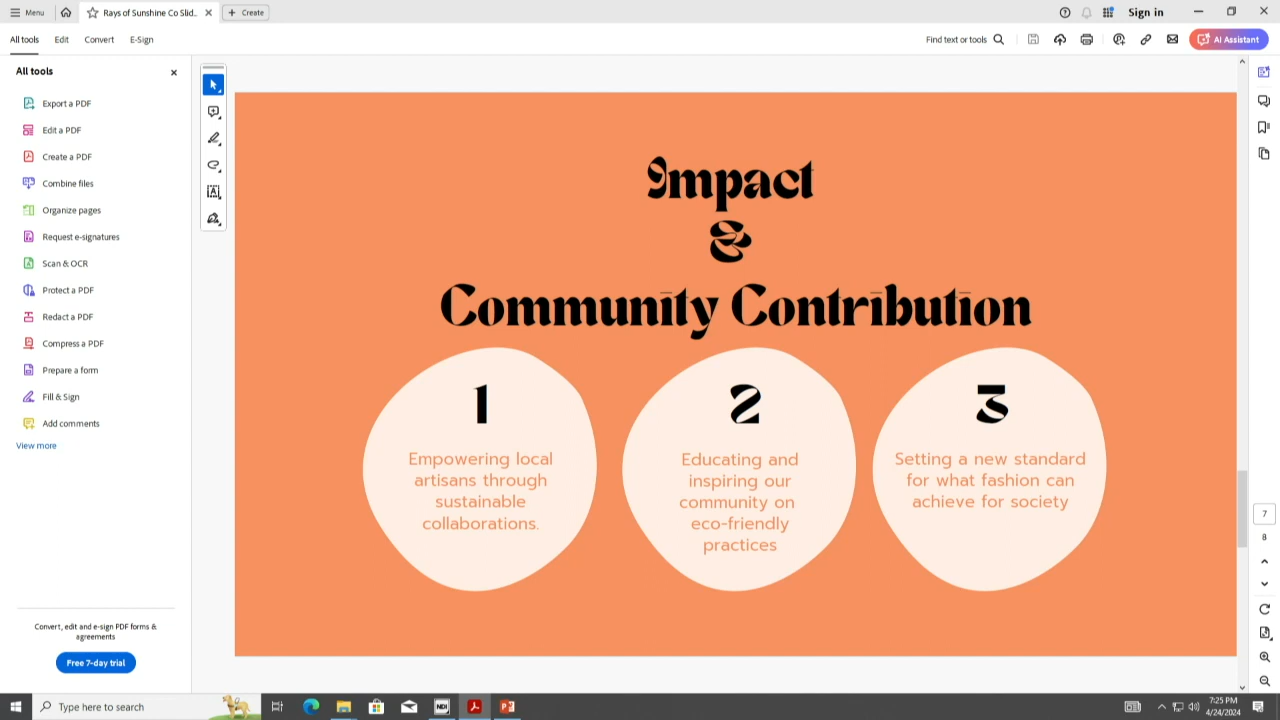 Menu
Rays of Sunshine Co Slid...
Create
Sign in
All tools
Edit
Convert
E-Sign
Find text or tools
AI Assistant
All tools
Export a PDF
Edit a PDF
Create a PDF
Combine files
Organize pages
Request e-signatures
Scan & OCR
Protect a PDF
Redact a PDF
Compress a PDF
Prepare a form
Fill & Sign
Add comments
View more
Convert, edit and e-sign PDF forms &
agreements
Free 7-day trial
Impact
&
Community Contribution
1
Empowering local
artisans through
sustainable
collaborations.
2
Educating and
inspiring our
community on
eco-friendly
practices
3
Setting a new standard
for what fashion can
achieve for society
7
8
Type here to search
NDI
7:25 PM
4/24/2024